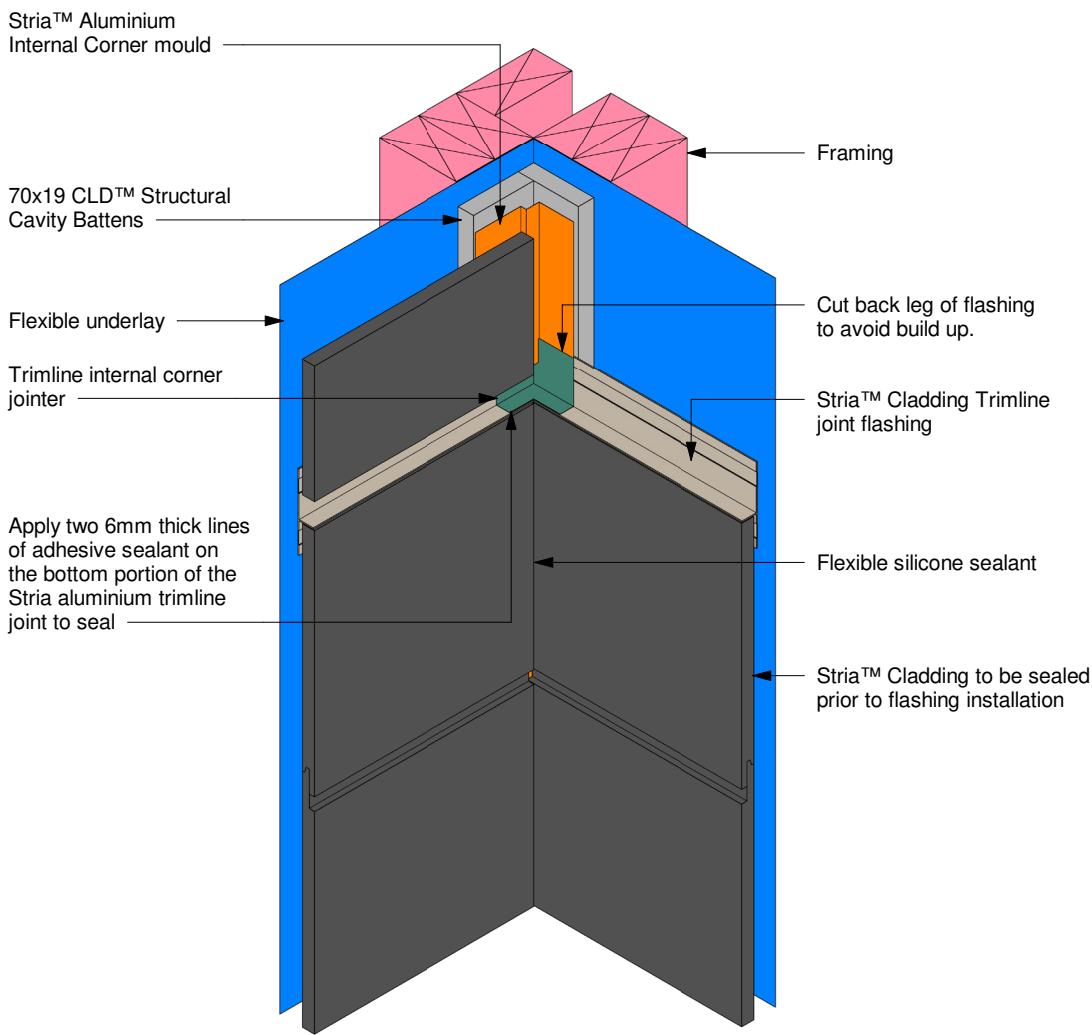 Stria™ Aluminium
Internal Corner mould
Framing
70x19 CLD™ Structural
Cavity Battens
Flexible underlay
Cut back leg of flashing
to avoid build up.
Trimline internal corner
jointer
Stria™ Cladding Trimline
joint flashing
Apply two 6mm thick lines
of adhesive sealant on
the bottom portion of the
Stria aluminium trimline
joint to seal
Flexible silicone sealant
Stria™ Cladding to be sealed
prior to flashing installation